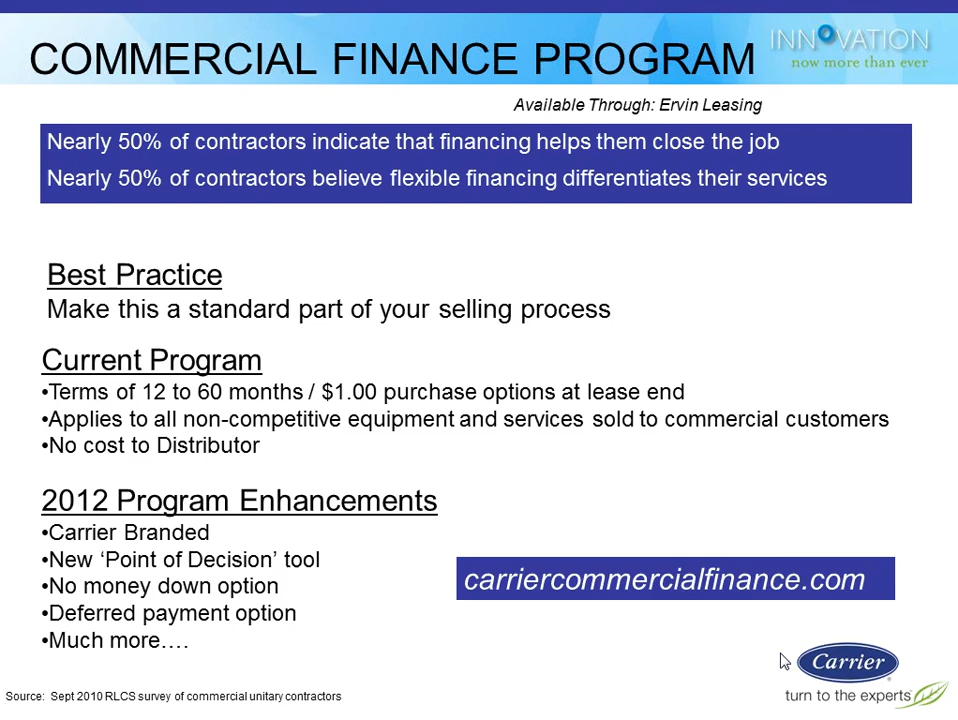 COMMERCIAL FINANCE PROGRAM
INNOVATION
now more than ever
Available Through: Ervin Leasing
Nearly 50% of contractors indicate that financing helps them close the job
Nearly 50% of contractors believe flexible financing differentiates their services
Best Practice
Make this a standard part of your selling process
Current Program
•Terms of 12 to 60 months / $1.00 purchase options at lease end
•Applies to all non-competitive equipment and services sold to commercial customers
•No cost to Distributor
2012 Program Enhancements
•Carrier Branded
•New ‘Point of Decision’ tool
•No money down option
•Deferred payment option
•Much more….
carriercommercialfinance.com
Carrier
turn to the experts
Source: Sept 2010 RLCS survey of commercial unitary contractors